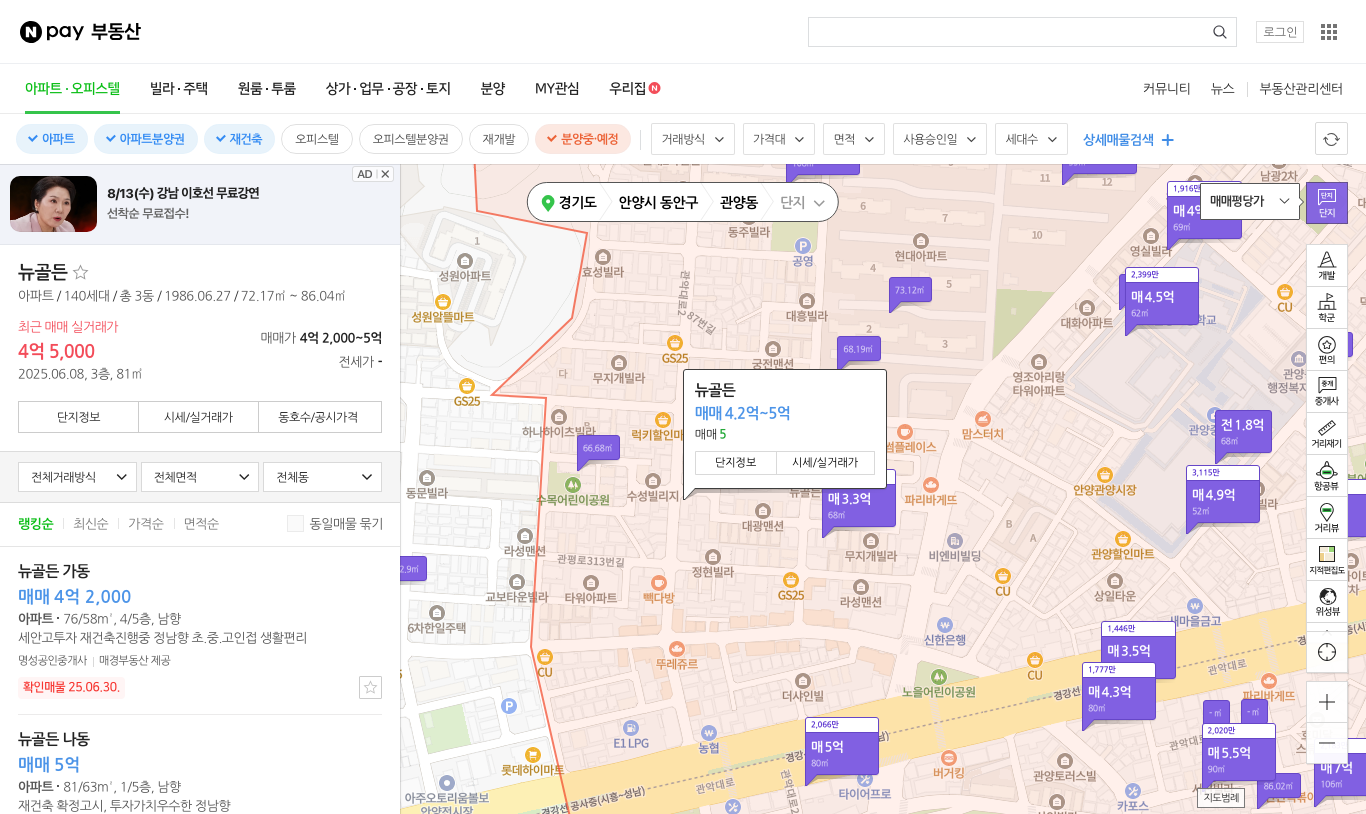 N pay 부동산
로그인
아파트·오피스텔
빌라·주택
원룸·투룸
상가·업무·공장·토지
분양
MY관심
우리집 N
커뮤니티
뉴스
부동산관리센터
아파트
아파트분양권
재건축
오피스텔
오피스텔분양권
재개발
분양중·예정
거래방식
가격대
면적
사용승인일
세대수
상세매물검색
8/13(수) 강남 이호선 무료강연
선착순 무료접수!
AD
뉴골든
아파트 / 140세대 / 총 3동 / 1986.06.27 / 72.17㎡ ~ 86.04㎡
최근 매매 실거래가
4억 5,000
2025.06.08, 3층, 81㎡
매매가 4억 2,000~5억
전세가 -
단지정보
시세/실거래가
동호수/공시가격
전체거래방식
전체면적
전체동
랭킹순
최신순
가격순
면적순
동일매물 묶기
뉴골든 가동
매매 4억 2,000
아파트 · 76/58m², 4/5층, 남향
세안고투자 재건축진행중 정남향 초.중.고인접 생활편리
명성공인중개사 | 매경부동산 제공
확인매물 25.06.30.
뉴골든 나동
매매 5억
아파트 · 81/63m², 1/5층, 남향
재건축 확정고시, 투자가치우수한 정남향
경기도
안양시 동안구
관양동
단지
매매평당가
단지
단지
개발
학군
편의
중개
중개사
거리재기
항공뷰
거리뷰
지적편집도
위성뷰
지도범례
뉴골든
매매 4.2억~5억
매매 5
단지정보
시세/실거래가
1
성원아파트
성원알뜰마트
효성빌라
동주빌라
P
공영
현대아파트
11
12
10
6
5
4
2
3
1
남광2차
영실빌라
1,916만
69㎡
2,399만
매 4.5억
62㎡
대화아파트
CU
73.12㎡
대흥빌라
관악대로2
87번길
68.19㎡
GS25
궁전맨션
무지개빌라
다
GS25
영조아리랑
타워아파트
하나하이츠빌라
66.68㎡
맘스터치
전 1.8억
68㎡
동문빌라
수목어린이공원
수성빌리지
매 3.3억
68㎡
파리바게뜨
안양관양시장
3,115만
매 4.9억
52㎡
대광맨션
B
A
라성맨션
관평로313번길
정현빌라
무지개빌라
비엔비빌딩
관양할인마트
2.9㎡
교보타운빌라
타워아파트
빽다방
GS25
라성맨션
CU
상일타운
6차한일주택
신한은행
새마을금고
1,446만
매 3.5억
CU
뚜레쥬르
CU
1,777만
매 4.3억
80㎡
관악대로
더샤인빌
노을어린이공원
파리바게뜨
P
E1 LPG
농협
2,066만
매 5억
80㎡
- ㎡
- ㎡
2,020만
매 5.5억
90㎡
롯데하이마트
버거킹
관양토러스빌
86.02㎡
매 7억
106㎡
아주오토리움볼보
안양전시장
경강선 공사중(시흥~성남)
관악대로
타이어프로
카포스